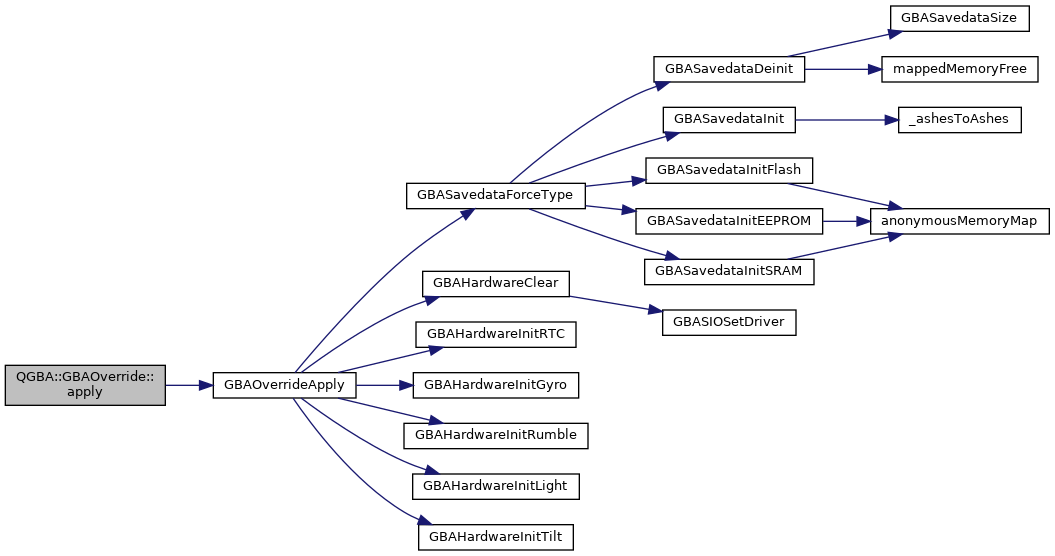 GBASavedataSize
GBASavedataDeinit
mappedMemoryFree
GBASavedataInit
_ashesToAshes
GBASavedataInitFlash
GBASavedataForceType
GBASavedataInitEEPROM
anonymousMemoryMap
GBASavedataInitSRAM
GBAHardwareClear
GBASIOSetDriver
GBAHardwareInitRTC
QGBA::GBAOverride::
apply
GBAOverrideApply
GBAHardwareInitGyro
GBAHardwareInitRumble
GBAHardwareInitLight
GBAHardwareInitTilt